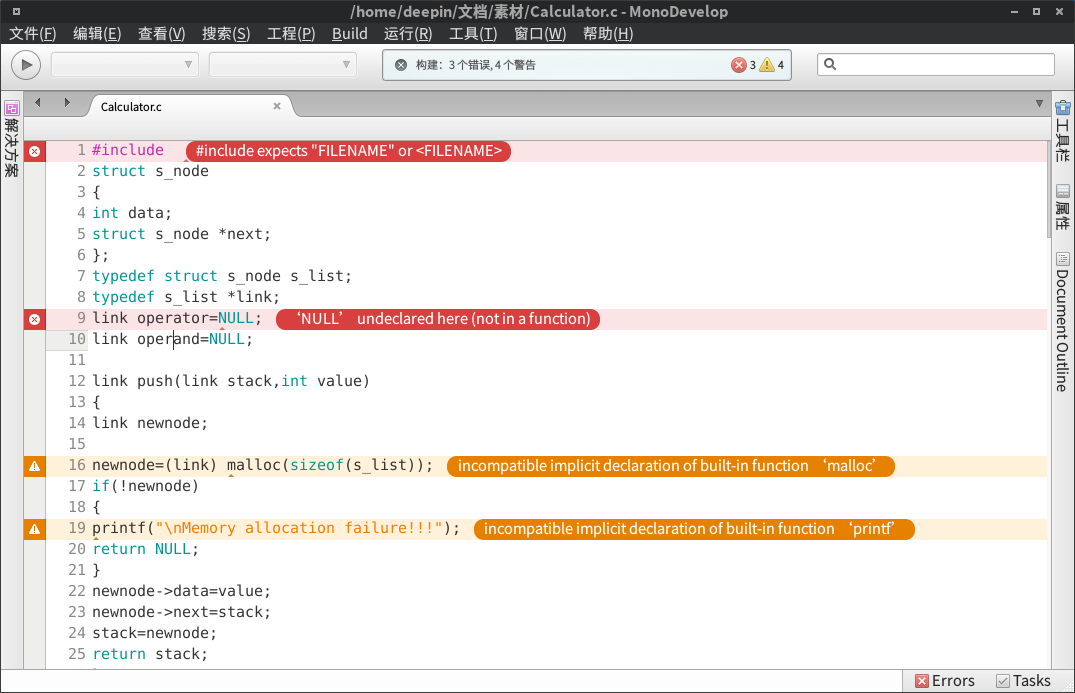 /home/deepin/文档/素材/Calculator.c - MonoDevelop
文件(F) 编辑(E) 查看(V) 搜索(S) 工程(P) Build 运行(R) 工具(T) 窗口(W) 帮助(H)
构建：3 个错误, 4 个警告 3 4
Calculator.c
解决方案
工具栏
属性
Document Outline
1 #include #include expects "FILENAME" or <FILENAME>
2 struct s_node
3 {
4 int data;
5 struct s_node *next;
6 };
7 typedef struct s_node s_list;
8 typedef s_list *link;
9 link operator=NULL; ‘NULL’ undeclared here (not in a function)
10 link operand=NULL;
11
12 link push(link stack,int value)
13 {
14 link newnode;
15
16 newnode=(link) malloc(sizeof(s_list)); incompatible implicit declaration of built-in function ‘malloc’
17 if(!newnode)
18 {
19 printf("\nMemory allocation failure!!!"); incompatible implicit declaration of built-in function ‘printf’
20 return NULL;
21 }
22 newnode->data=value;
23 newnode->next=stack;
24 stack=newnode;
25 return stack;
Errors Tasks